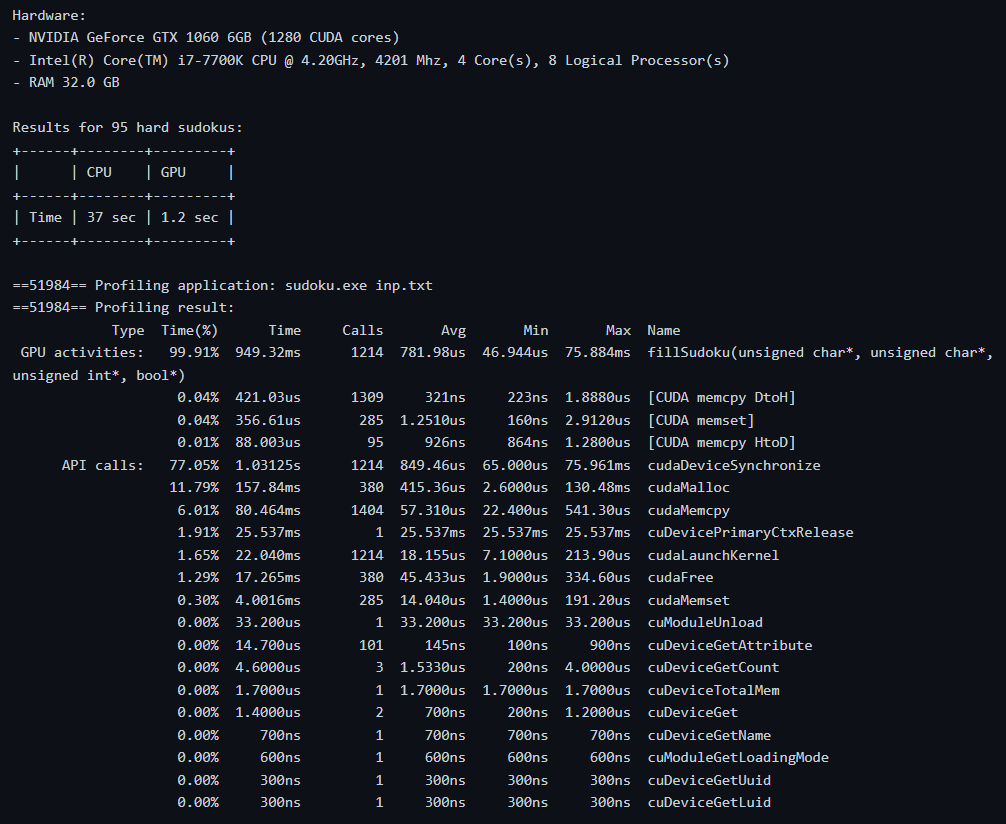 Hardware:
- NVIDIA GeForce GTX 1060 6GB (1280 CUDA cores)
- Intel(R) Core(TM) i7-7700K CPU @ 4.20GHz, 4201 Mhz, 4 Core(s), 8 Logical Processor(s)
- RAM 32.0 GB

Results for 95 hard sudokus:
+------+--------+---------+
|      | CPU    | GPU     |
+------+--------+---------+
| Time | 37 sec | 1.2 sec |
+------+--------+---------+

==51984== Profiling application: sudoku.exe inp.txt
==51984== Profiling result:
            Type  Time(%)      Time     Calls       Avg       Min       Max  Name
 GPU activities:   99.91%  949.32ms      1214  781.98us  46.944us  75.884ms  fillSudoku(unsigned char*, unsigned char*,
unsigned int*, bool*)
                    0.04%  421.03us      1309     321ns     223ns  1.8880us  [CUDA memcpy DtoH]
                    0.04%  356.61us       285  1.2510us     160ns  2.9120us  [CUDA memset]
                    0.01%  88.003us        95     926ns     864ns  1.2800us  [CUDA memcpy HtoD]
      API calls:   77.05%  1.03125s      1214  849.46us  65.000us  75.961ms  cudaDeviceSynchronize
                   11.79%  157.84ms       380  415.36us  2.6000us  130.48ms  cudaMalloc
                    6.01%  80.464ms      1404  57.310us  22.400us  541.30us  cudaMemcpy
                    1.91%  25.537ms         1  25.537ms  25.537ms  25.537ms  cuDevicePrimaryCtxRelease
                    1.65%  22.040ms      1214  18.155us  7.1000us  213.90us  cudaLaunchKernel
                    1.29%  17.265ms       380  45.433us  1.9000us  334.60us  cudaFree
                    0.30%  4.0016ms       285  14.040us  1.4000us  191.20us  cudaMemset
                    0.00%  33.200us         1  33.200us  33.200us  33.200us  cuModuleUnload
                    0.00%  14.700us       101     145ns     100ns     900ns  cuDeviceGetAttribute
                    0.00%  4.6000us         3  1.5330us     200ns  4.0000us  cuDeviceGetCount
                    0.00%  1.7000us         1  1.7000us  1.7000us  1.7000us  cuDeviceTotalMem
                    0.00%  1.4000us         2     700ns     200ns  1.2000us  cuDeviceGet
                    0.00%     700ns         1     700ns     700ns     700ns  cuDeviceGetName
                    0.00%     600ns         1     600ns     600ns     600ns  cuModuleGetLoadingMode
                    0.00%     300ns         1     300ns     300ns     300ns  cuDeviceGetUuid
                    0.00%     300ns         1     300ns     300ns     300ns  cuDeviceGetLuid